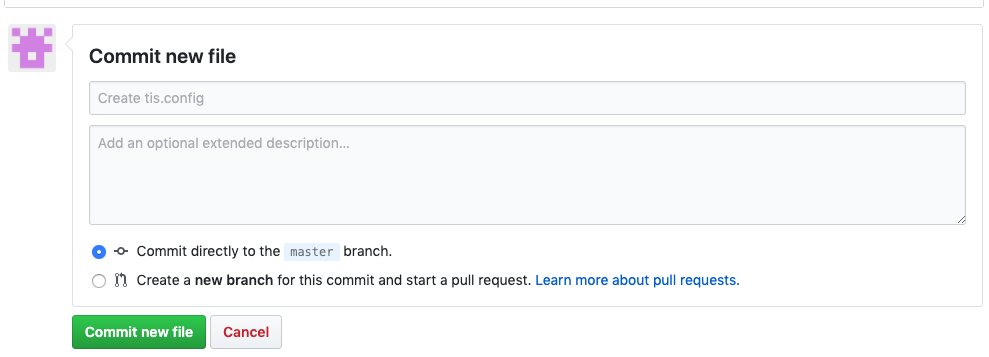 Commit new file
Create tis.config
Add an optional extended description...
Commit directly to the master branch.
Create a new branch for this commit and start a pull request. Learn more about pull requests.
Commit new file Cancel